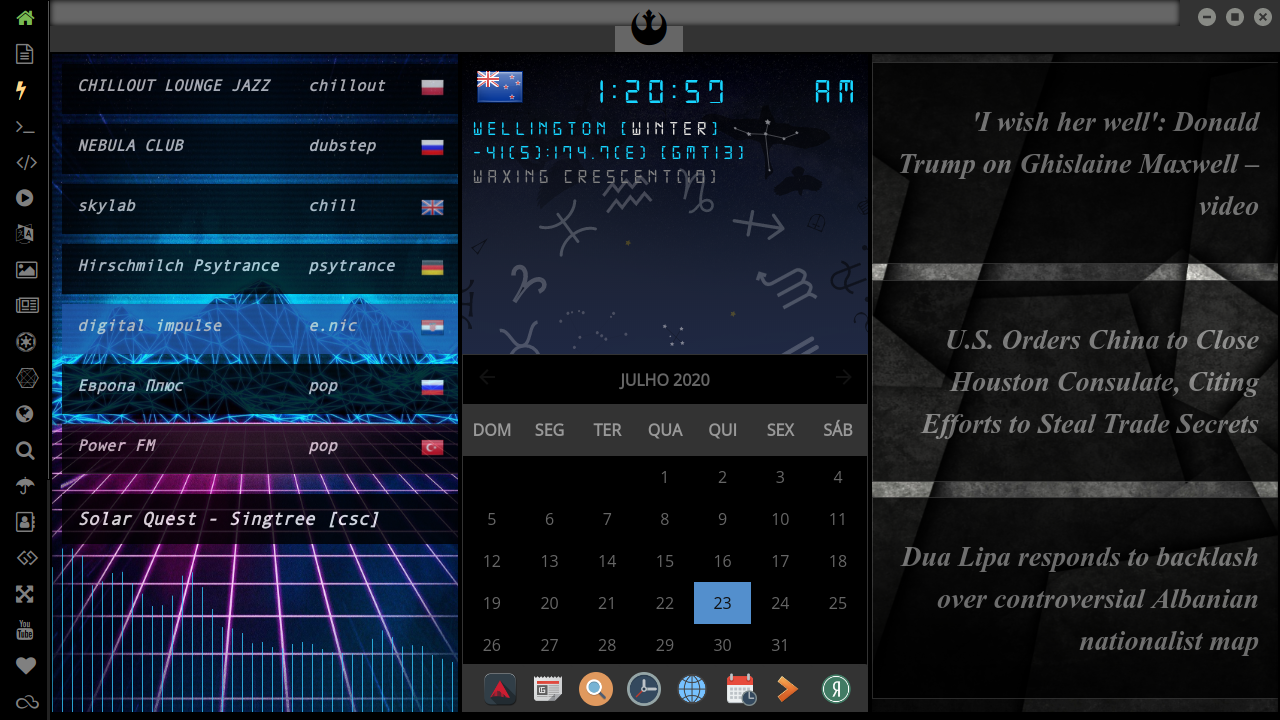 CHILLOUT LOUNGE JAZZ chillout
NEBULA CLUB dubstep
skylab chill
Hirschmilch Psytrance psytrance
digital impulse e.nic
Европа Плюс pop
Power FM pop
Solar Quest - Singtree [csc]
1:20:57 AM
WELLINGTON (WINTER)
-41(S):174.7(E) (GMT13)
WAXING CRESCENT(10)
JULHO 2020
DOM SEG TER QUA QUI SEX SÁB
1 2 3 4
5 6 7 8 9 10 11
12 13 14 15 16 17 18
19 20 21 22 23 24 25
26 27 28 29 30 31
'I wish her well': Donald
Trump on Ghislaine Maxwell –
video
U.S. Orders China to Close
Houston Consulate, Citing
Efforts to Steal Trade Secrets
Dua Lipa responds to backlash
over controversial Albanian
nationalist map
You
Tube
Я